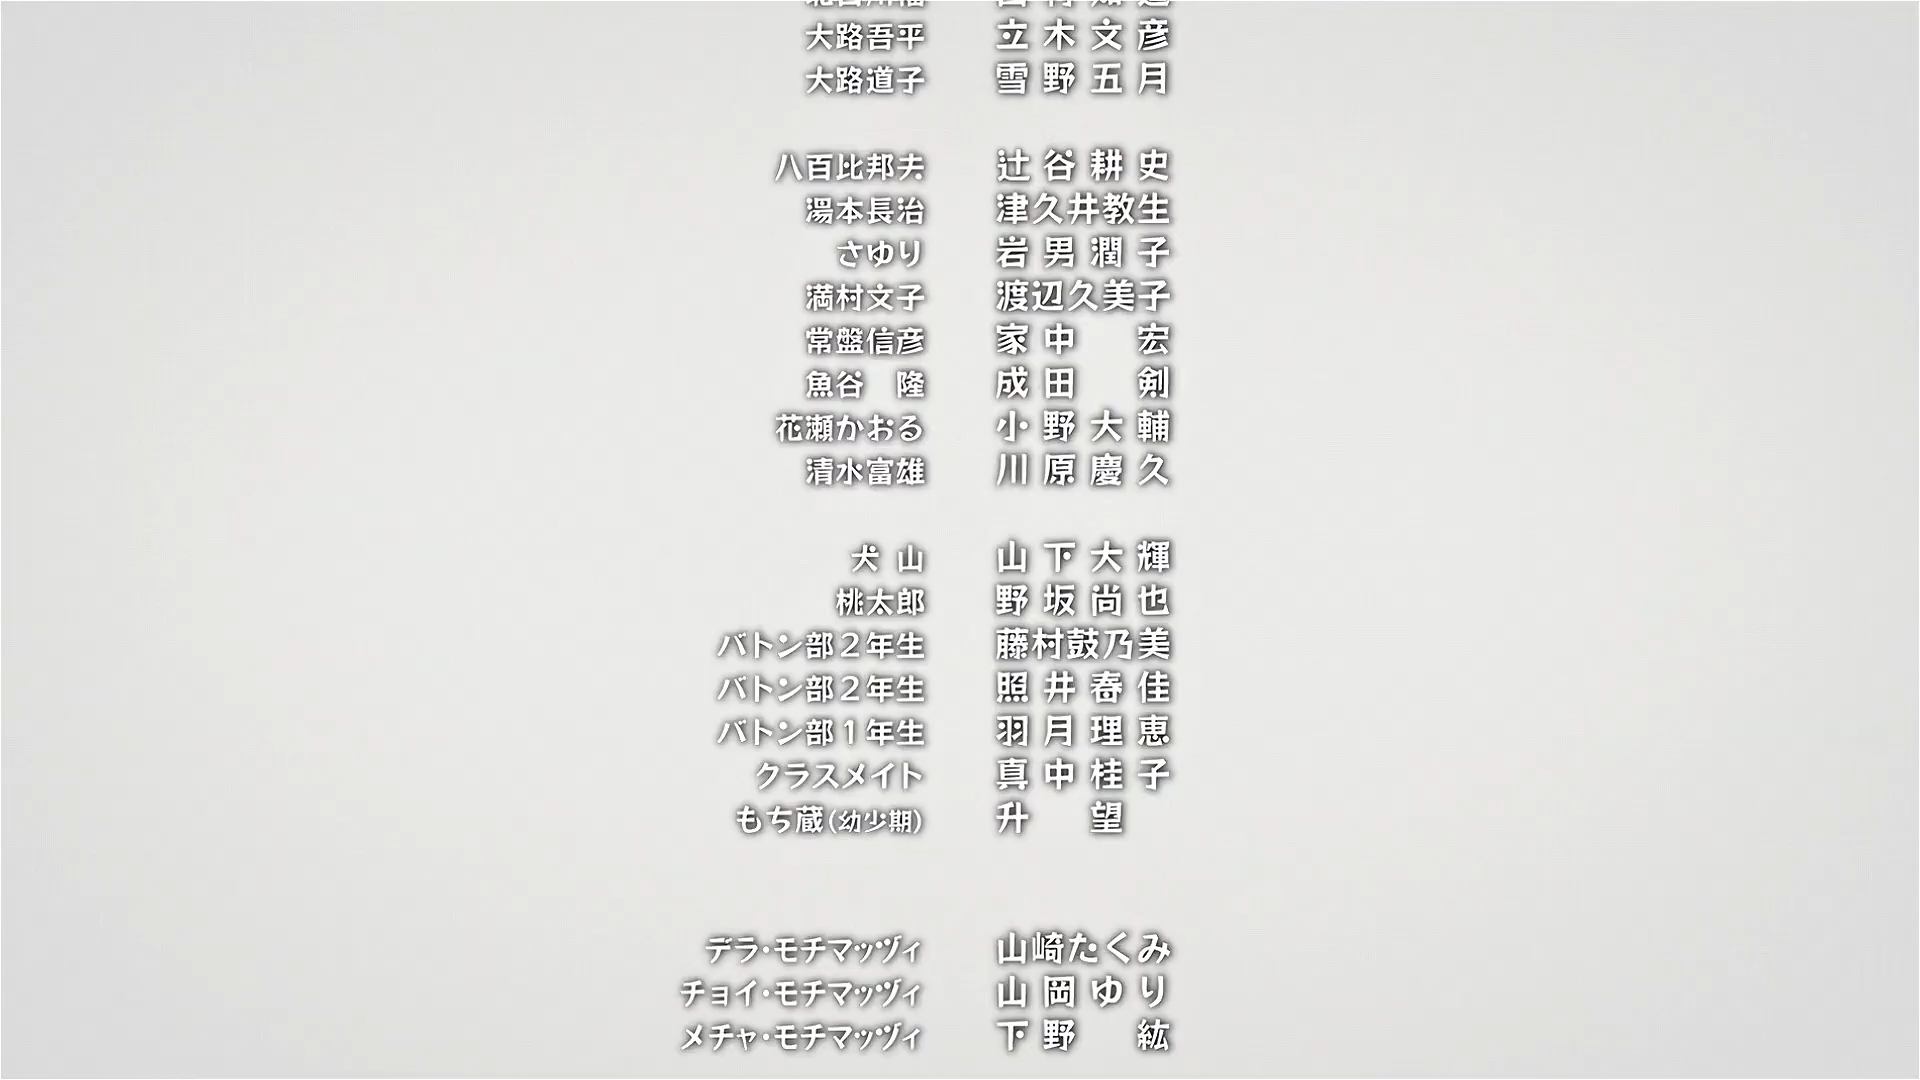 大路吾平 立木文彦
大路道子 雪野五月
八百比邦夫 辻谷耕史
湯本長治 津久井教生
さゆり 岩男潤子
満村文子 渡辺久美子
常盤信彦 家中 宏
魚谷 隆 成田 剣
花瀬かおる 小野大輔
清水富雄 川原慶久
犬山 山下大輝
桃太郎 野坂尚也
バトン部2年生 藤村鼓乃美
バトン部2年生 照井春佳
バトン部1年生 羽月理恵
クラスメイト 真中桂子
もち蔵(幼少期) 升 望
デラ・モチマッヅィ 山崎たくみ
チョイ・モチマッヅィ 山岡ゆり
メチャ・モチマッヅィ 下野 紘